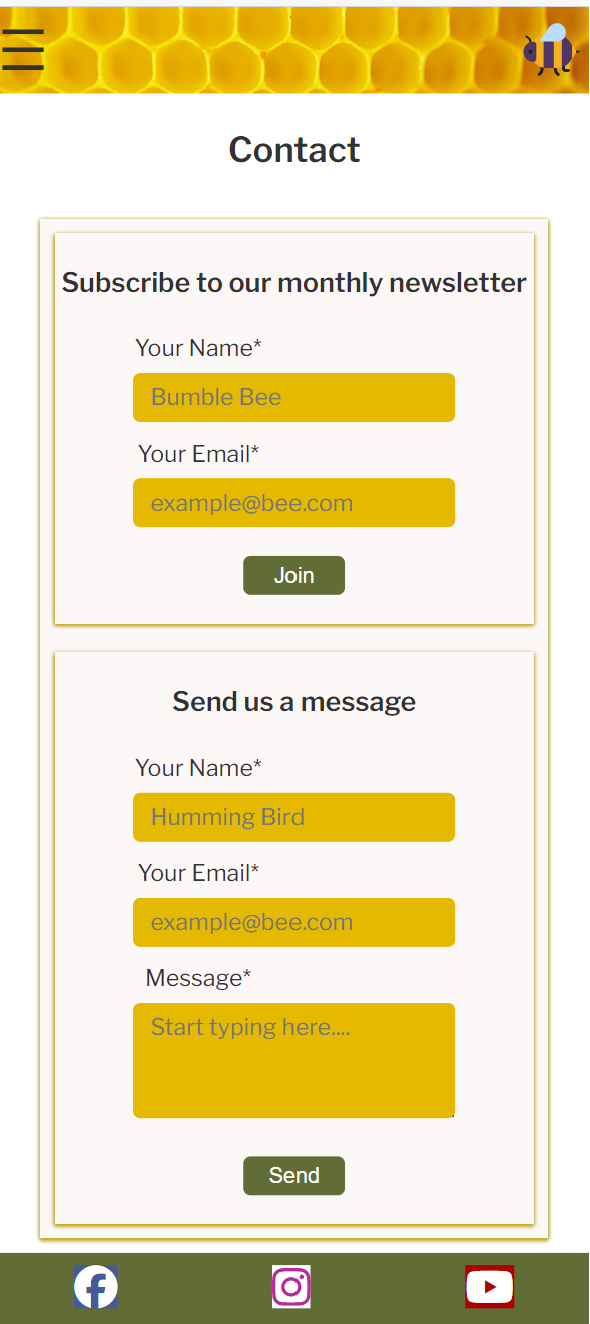 Contact
Subscribe to our monthly newsletter
Your Name*
Bumble Bee
Your Email*
example@bee.com
Join
Send us a message
Your Name*
Humming Bird
Your Email*
example@bee.com
Message*
Start typing here....
Send